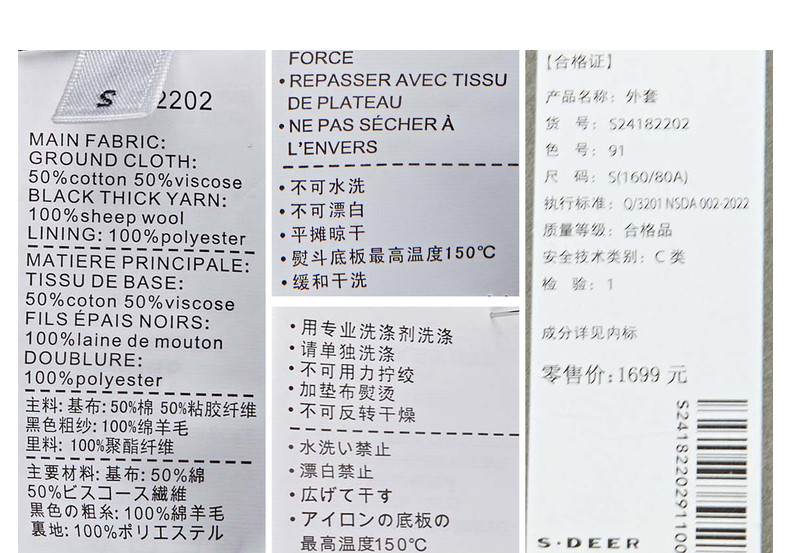 S
2202
MAIN FABRIC:
GROUND CLOTH:
50%cotton 50%viscose
BLACK THICK YARN:
100%sheep wool
LINING: 100%polyester
MATIERE PRINCIPALE:
TISSU DE BASE:
50%coton 50%viscose
FILS ÉPAIS NOIRS:
100%laine de mouton
DOUBLURE:
100%polyester
主料: 基布: 50%棉 50%粘胶纤维
黑色粗纱: 100%绵羊毛
里料: 100%聚酯纤维
主要材料: 基布: 50%綿
50%ビスコース繊維
黒色の粗糸: 100%綿羊毛
裏地: 100%ポリエステル
FORCE
•REPASSER AVEC TISSU
DE PLATEAU
•NE PAS SÉCHER À
L'ENVERS
•不可水洗
•不可漂白
•平摊晾干
•熨斗底板最高温度150℃
•缓和干洗
•用专业洗涤剂洗涤
•请单独洗涤
•不可用力拧绞
•加垫布熨烫
•不可反转干燥
•水洗い禁止
•漂白禁止
•広げて干す
•アイロンの底板の
最高温度150℃
【合格证】
产品名称: 外套
货 号: S24182202
色 号: 91
尺 码: S(160/80A)
执行标准: Q/3201 NSDA 002-2022
质量等级: 合格品
安全技术类别: C 类
检 验: 1
成分详见内标
零售价: 1699 元
S2418220291100
S·DEER